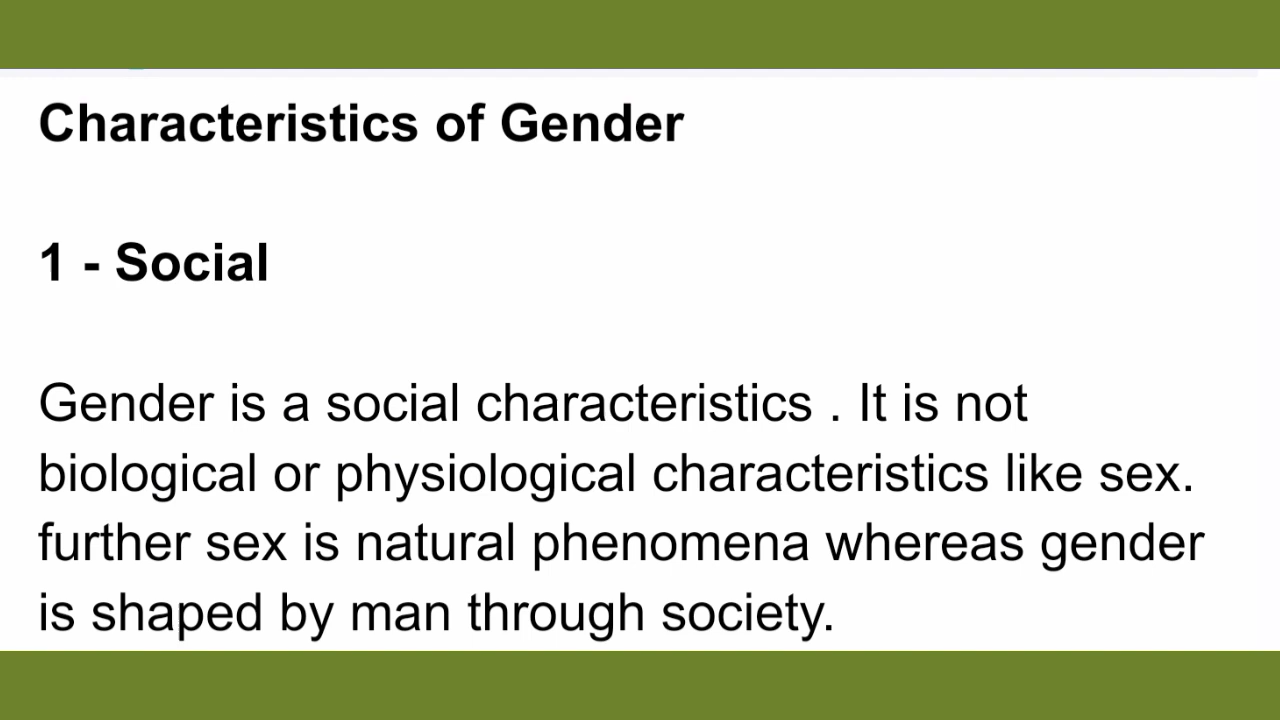 Characteristics of Gender
1 - Social
Gender is a social characteristics . It is not
biological or physiological characteristics like sex.
further sex is natural phenomena whereas gender
is shaped by man through society.